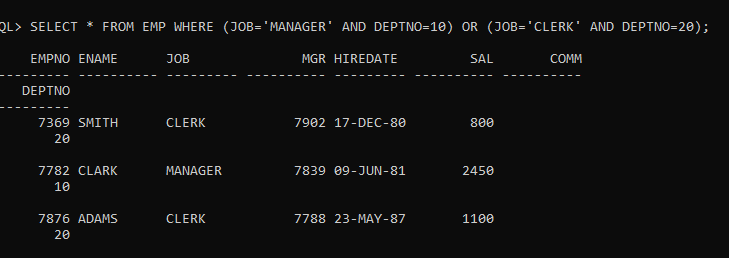 QL> SELECT * FROM EMP WHERE (JOB='MANAGER' AND DEPTNO=10) OR (JOB='CLERK' AND DEPTNO=20);
EMPNO ENAME      JOB              MGR HIREDATE         SAL       COMM
--------- ---------- --------- ---------- --------- ---------- ----------
DEPTNO
---------
7369 SMITH      CLERK           7902 17-DEC-80        800
20
7782 CLARK      MANAGER         7839 09-JUN-81       2450
10
7876 ADAMS      CLERK           7788 23-MAY-87       1100
20